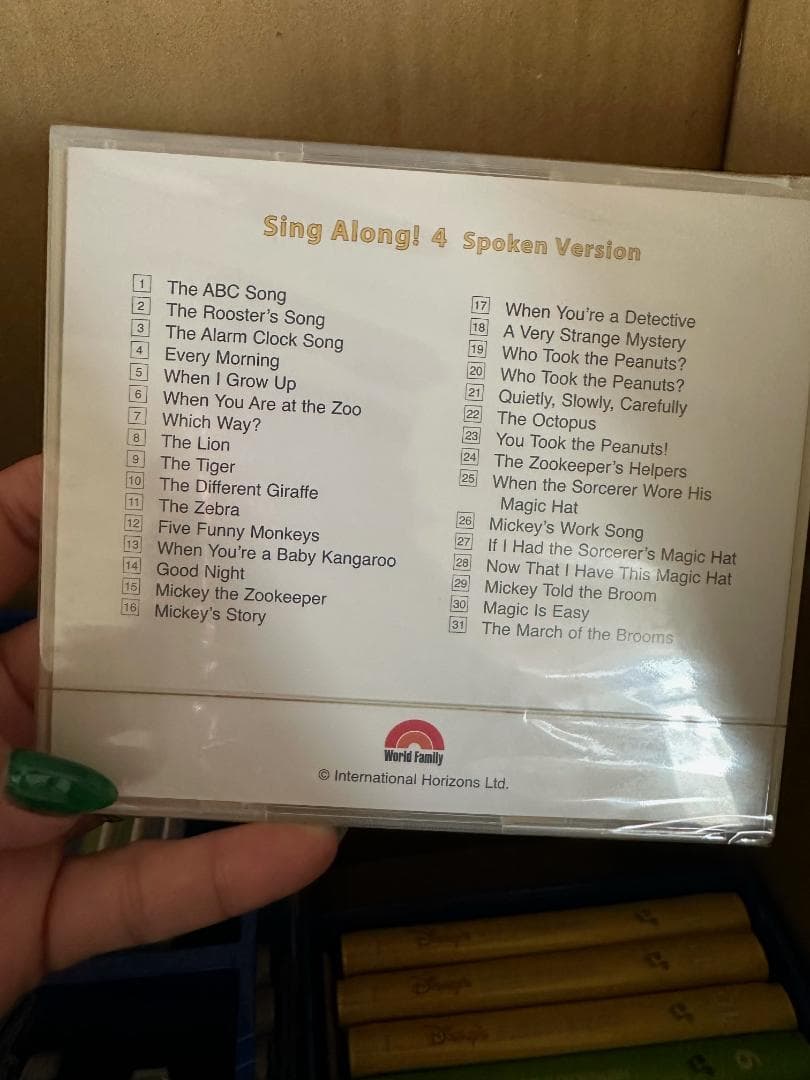 Sing Along! 4 Spoken Version
1 The ABC Song
2 The Rooster's Song
3 The Alarm Clock Song
4 Every Morning
5 When I Grow Up
6 When You Are at the Zoo
7 Which Way?
8 The Lion
9 The Tiger
10 The Different Giraffe
11 The Zebra
12 Five Funny Monkeys
13 When You're a Baby Kangaroo
14 Good Night
15 Mickey the Zookeeper
16 Mickey's Story
17 When You're a Detective
18 A Very Strange Mystery
19 Who Took the Peanuts?
20 Who Took the Peanuts?
21 Quietly, Slowly, Carefully
22 The Octopus
23 You Took the Peanuts!
24 The Zookeeper's Helpers
25 When the Sorcerer Wore His
Magic Hat
26 Mickey's Work Song
27 If I Had the Sorcerer's Magic Hat
28 Now That I Have This Magic Hat
29 Mickey Told the Broom
30 Magic Is Easy
31 The March of the Brooms
World Family
© International Horizons Ltd.
Disney's
Disney's
Disney's